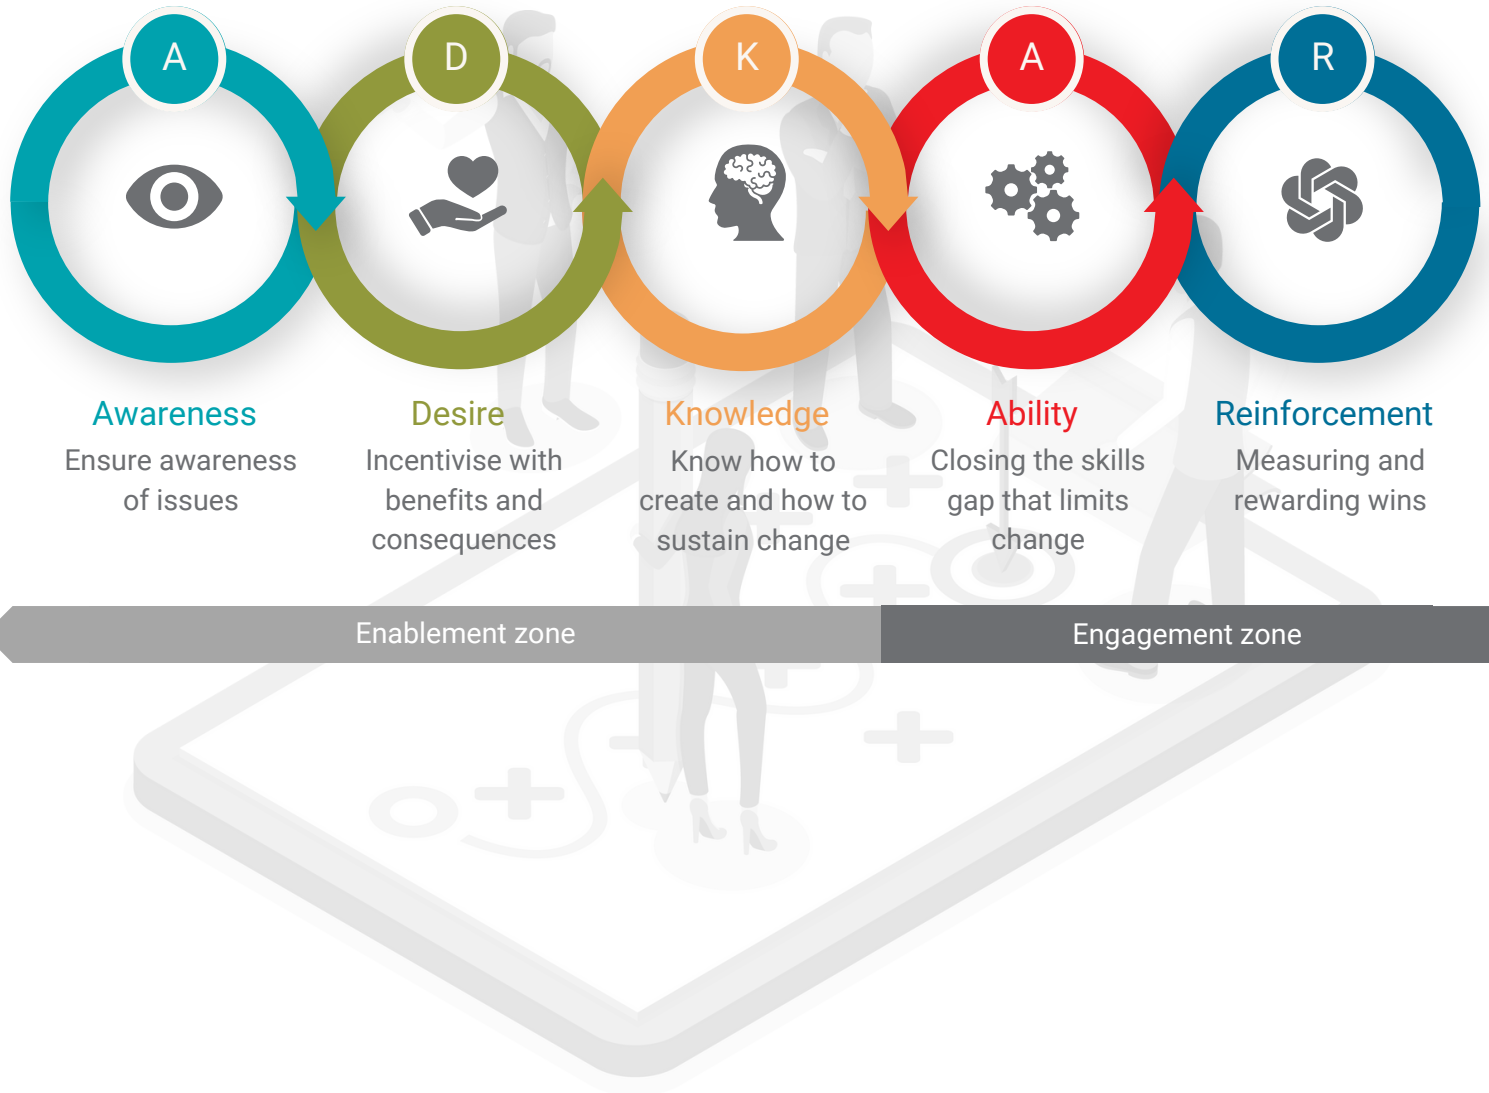 A
D
K
A
R
Awareness
Ensure awareness
of issues
Desire
Incentivise with
benefits and
consequences
Knowledge
Know how to
create and how to
sustain change
Ability
Closing the skills
gap that limits
change
Reinforcement
Measuring and
rewarding wins
Enablement zone
Engagement zone